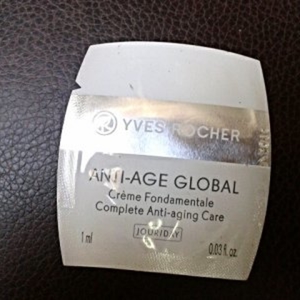 YVES ROCHER
ANTI-AGE GLOBAL
Crème Fondamentale
Complete Anti-aging Care
JOUR/DAY
1 ml 0.03 fl. oz.